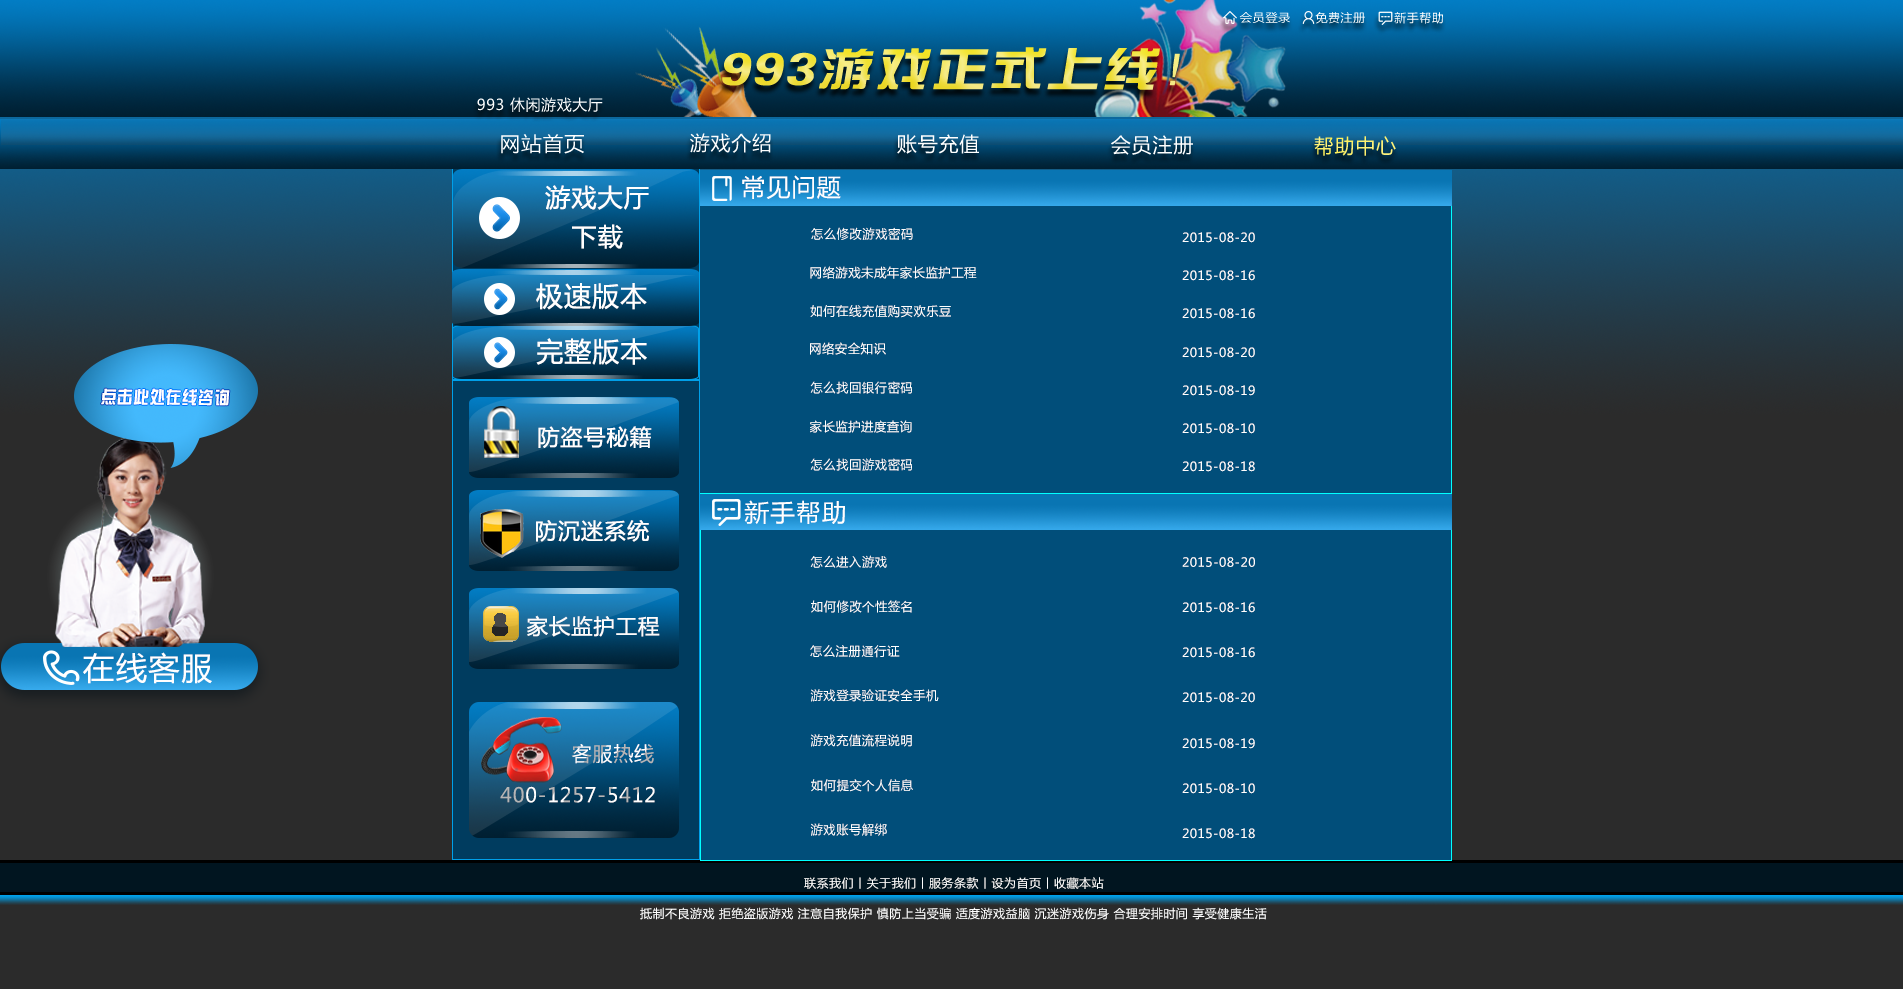 会员登录 免费注册 新手帮助
993游戏正式上线！
993 休闲游戏大厅
网站首页 游戏介绍 账号充值 会员注册 帮助中心
游戏大厅
下载
极速版本
完整版本
防盗号秘籍
防沉迷系统
家长监护工程
客服热线
400-1257-5412
常见问题
怎么修改游戏密码 2015-08-20
网络游戏未成年家长监护工程 2015-08-16
如何在线充值购买欢乐豆 2015-08-16
网络安全知识 2015-08-20
怎么找回银行密码 2015-08-19
家长监护进度查询 2015-08-10
怎么找回游戏密码 2015-08-18
新手帮助
怎么进入游戏 2015-08-20
如何修改个性签名 2015-08-16
怎么注册通行证 2015-08-16
游戏登录验证安全手机 2015-08-20
游戏充值流程说明 2015-08-19
如何提交个人信息 2015-08-10
游戏账号解绑 2015-08-18
点击此处在线咨询
在线客服
联系我们 | 关于我们 | 服务条款 | 设为首页 | 收藏本站
抵制不良游戏 拒绝盗版游戏 注意自我保护 慎防上当受骗 适度游戏益脑 沉迷游戏伤身 合理安排时间 享受健康生活